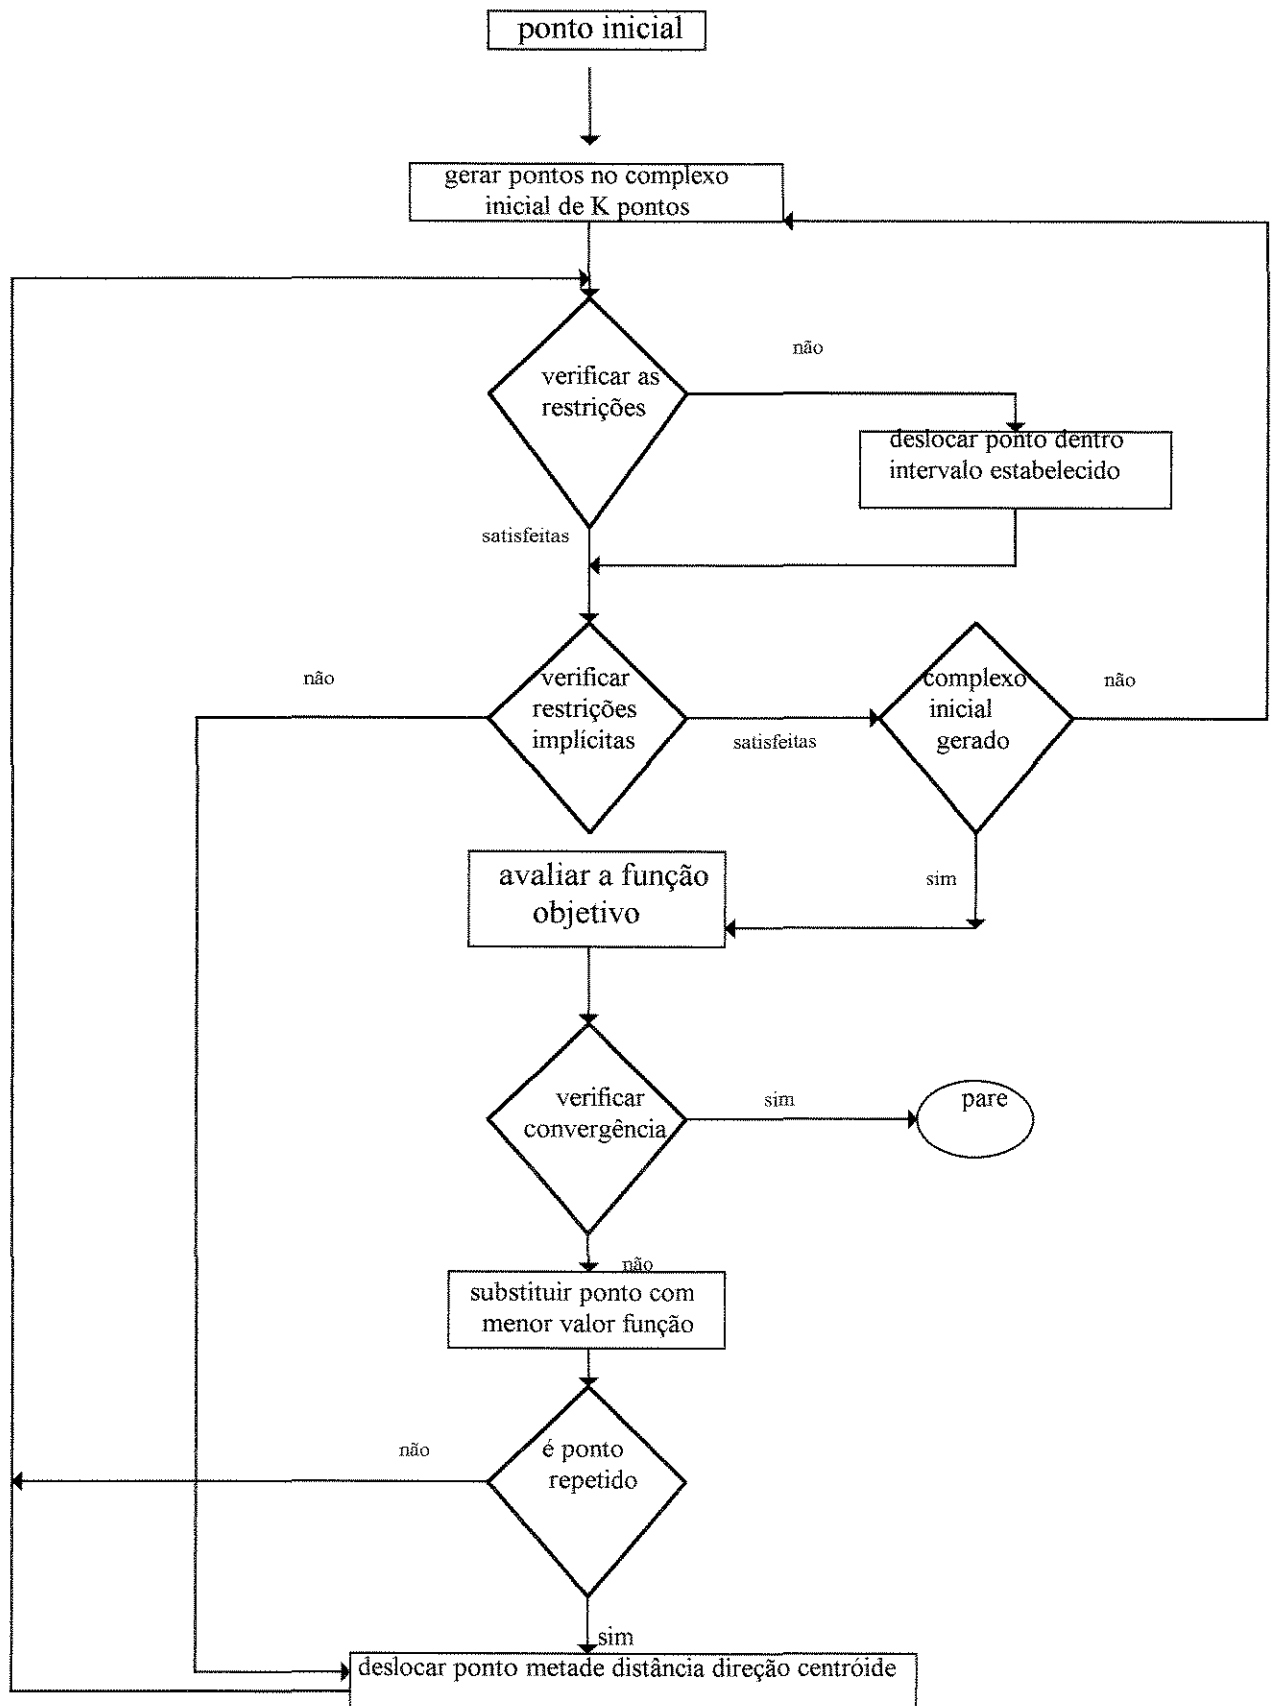 ponto inicial
gerar pontos no complexo
inicial de K pontos
não
verificar as
restrições
deslocar ponto dentro
intervalo estabelecido
satisfeitas
não
verificar
restrições
implícitas
satisfeitas
complexo
inicial
gerado
não
avaliar a função
objetivo
sim
verificar
convergência
sim
pare
não
substituir ponto com
menor valor função
não
é ponto
repetido
sim
deslocar ponto metade distância direção centróide